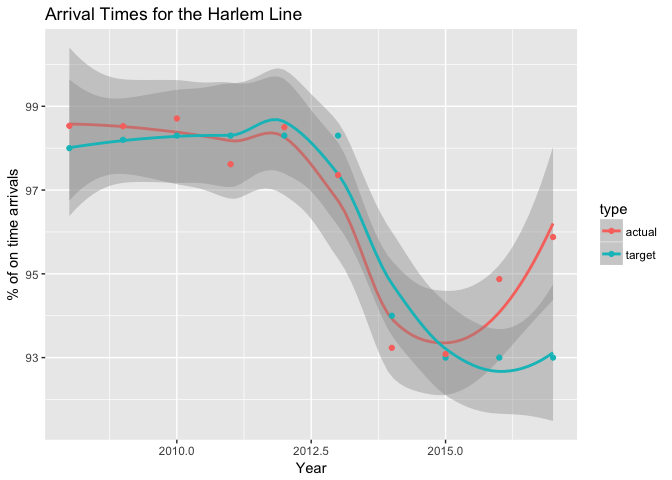 Arrival Times for the Harlem Line
% of on time arrivals
99
97
95
93
2010.0
2012.5
2015.0
Year
type
actual
target